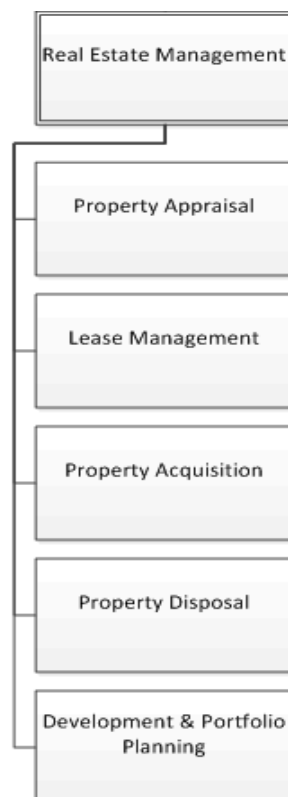 Real Estate Management
Property Appraisal
Lease Management
Property Acquisition
Property Disposal
Development & Portfolio
Planning